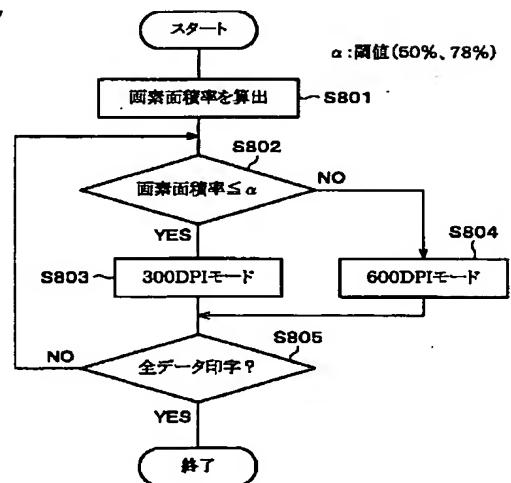 スタート
α:閾値(50%、78%)
画素面積率を算出
S801
S802
画素面積率≦α
NO
YES
S804
S803
300DPIモード
600DPIモード
S805
NO
全データ印字?
YES
終了